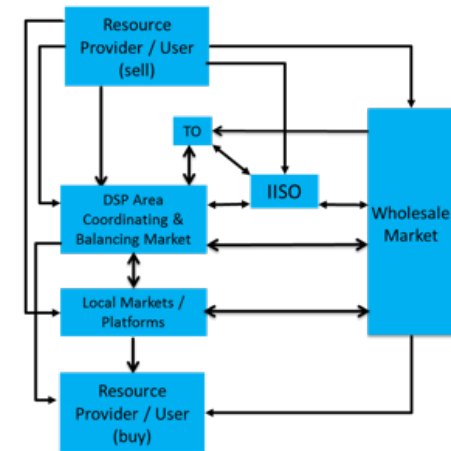 Resource
Provider / User
(sell)
TO
IISO
DSP Area
Coordinating &
Balancing Market
Wholesale
Market
Local Markets /
Platforms
Resource
Provider / User
(buy)